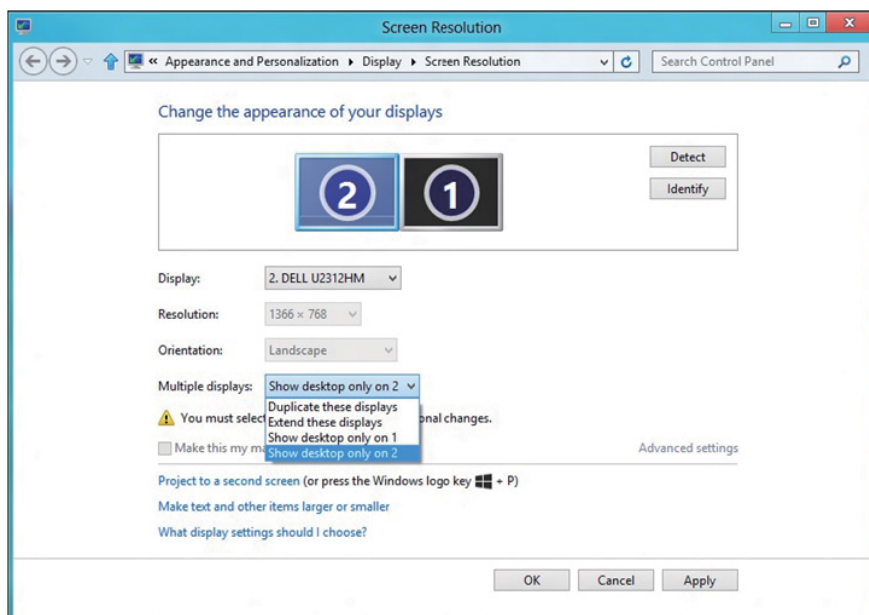 Screen Resolution
« Appearance and Personalization ▸ Display ▸ Screen Resolution
Search Control Panel
Change the appearance of your displays
2
1
Detect
Identify
Display: 2. DELL U2312HM
Resolution: 1366 × 768
Orientation: Landscape
Multiple displays: Show desktop only on 2
Duplicate these displays
You must select onal changes.
Extend these displays
Show desktop only on 1
Make this my ma
Show desktop only on 2
Advanced settings
Project to a second screen (or press the Windows logo key + P)
Make text and other items larger or smaller
What display settings should I choose?
OK Cancel Apply